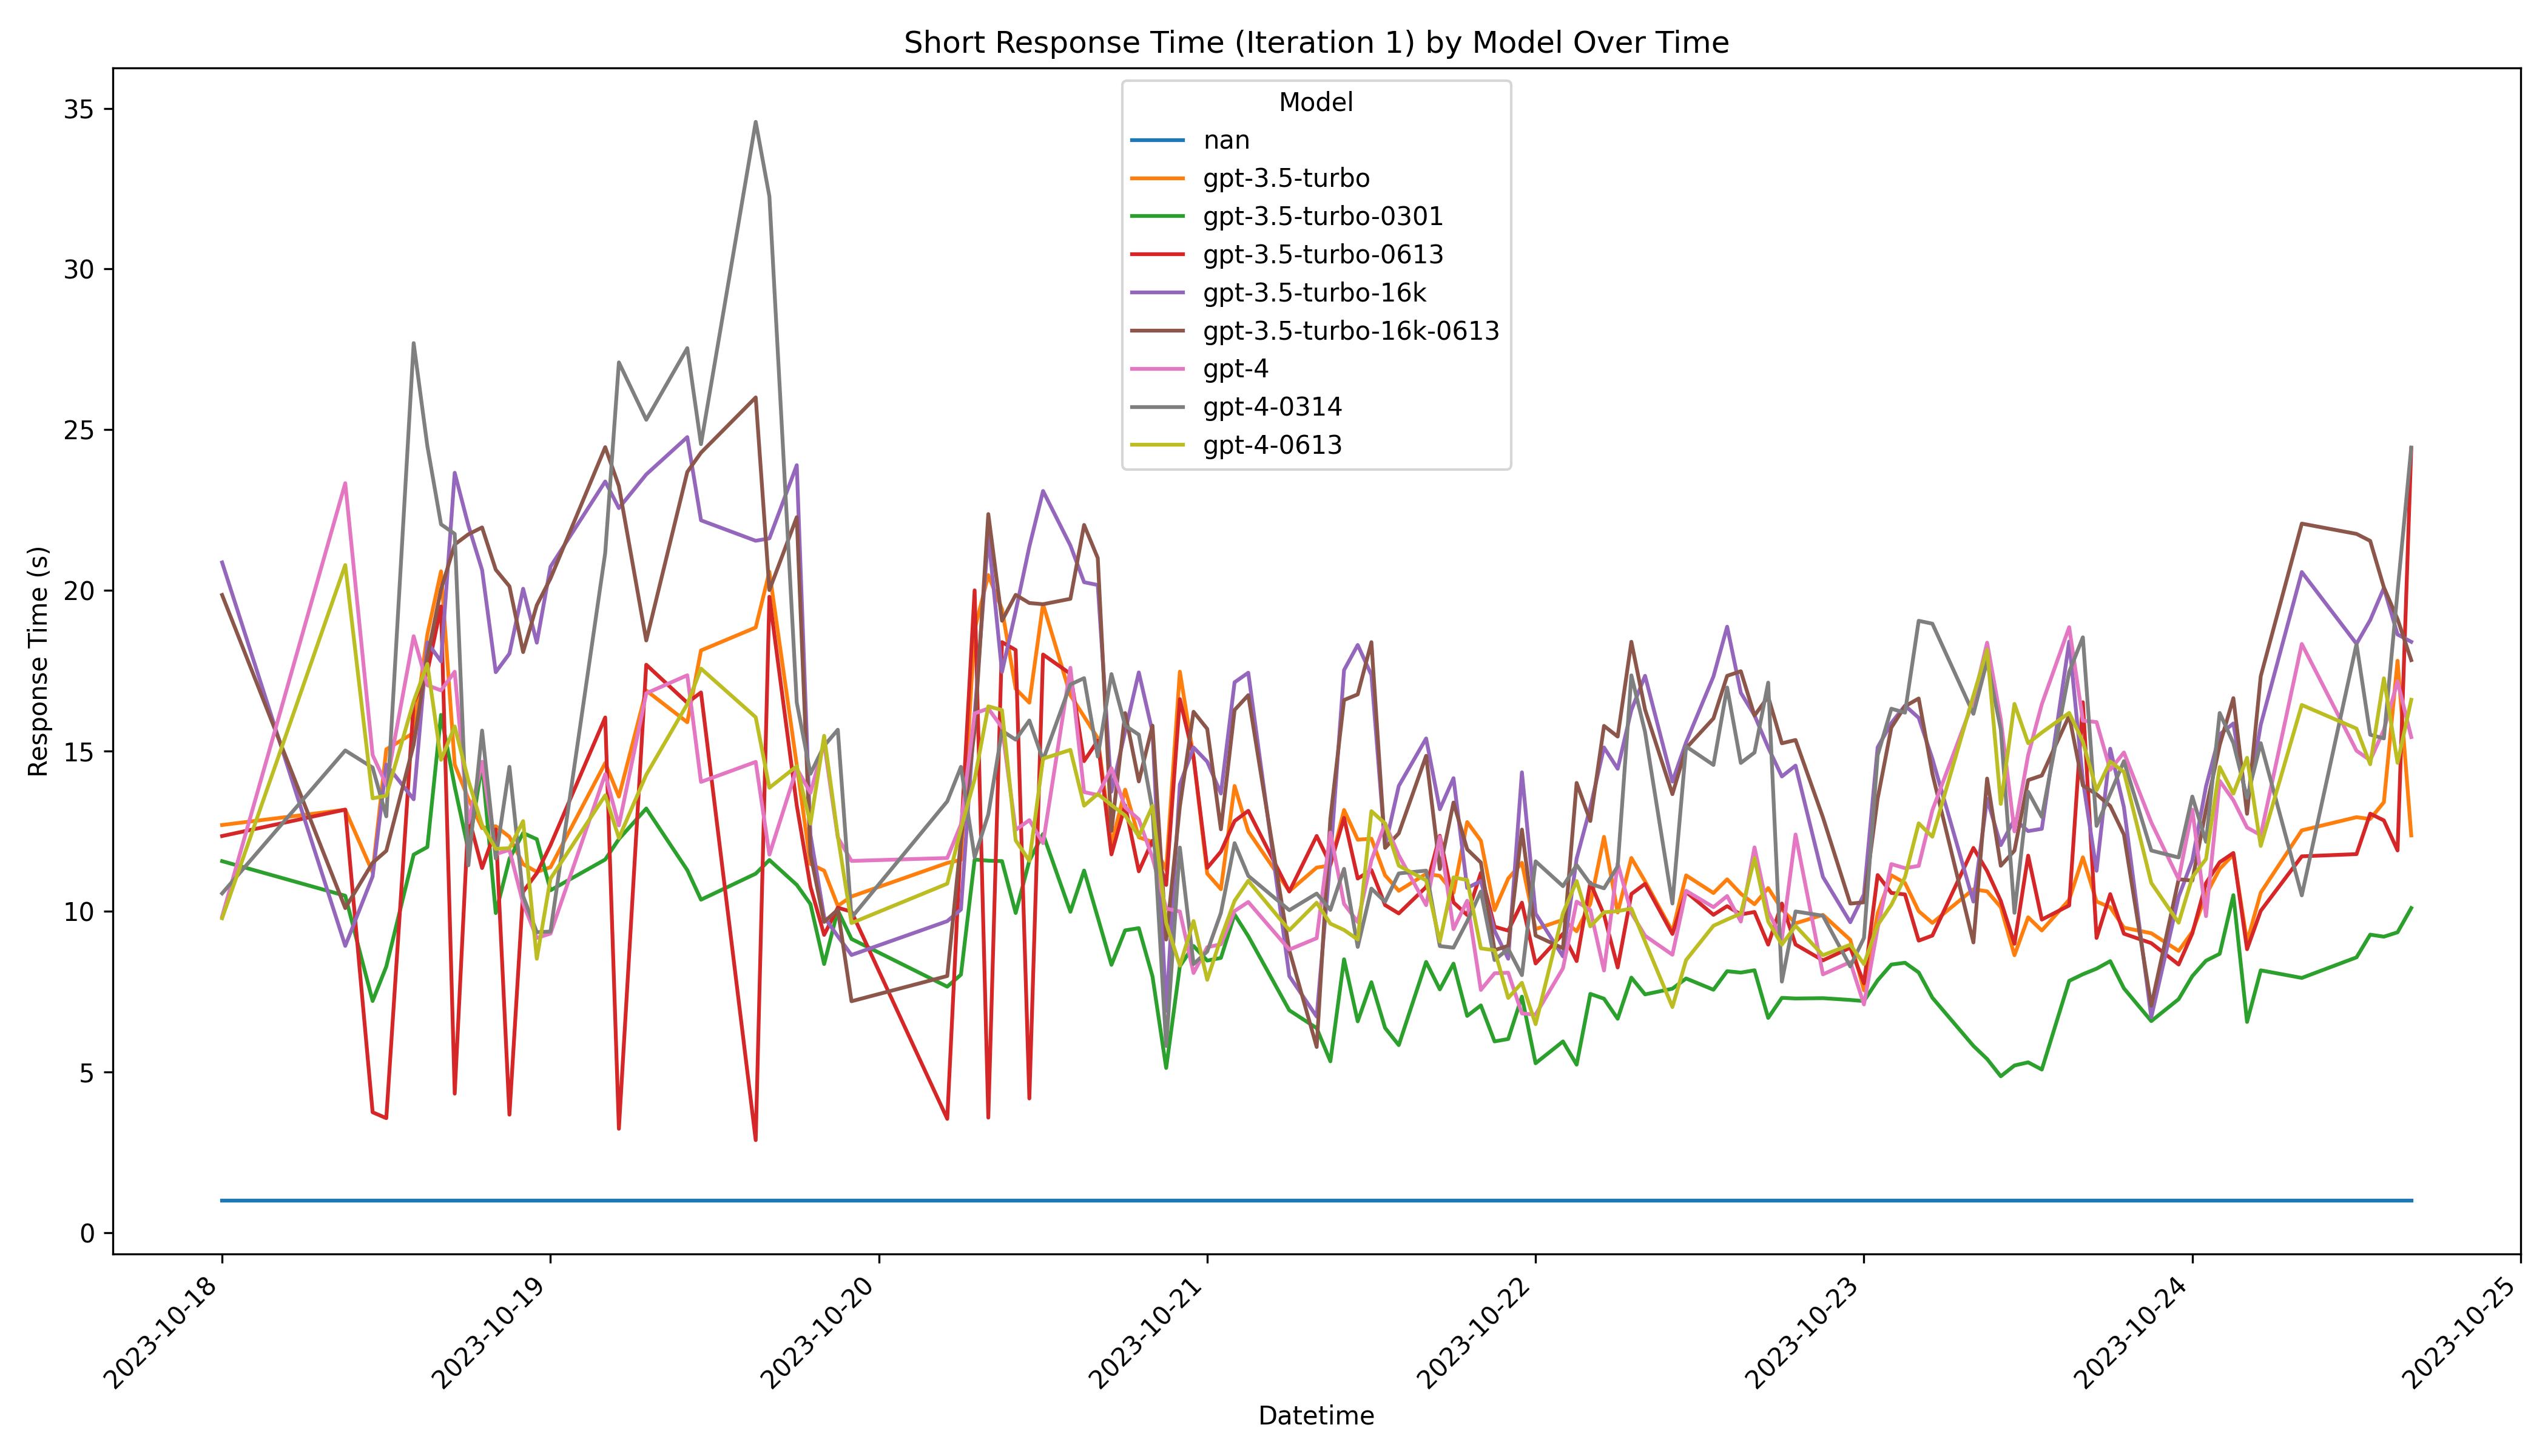 Short Response Time (Iteration 1) by Model Over Time
Model
nan
gpt-3.5-turbo
gpt-3.5-turbo-0301
gpt-3.5-turbo-0613
gpt-3.5-turbo-16k
gpt-3.5-turbo-16k-0613
gpt-4
gpt-4-0314
gpt-4-0613
Response Time (s)
35
30
25
20
15
10
5
0
2023-10-18
2023-10-19
2023-10-20
2023-10-21
2023-10-22
2023-10-23
2023-10-24
2023-10-25
Datetime